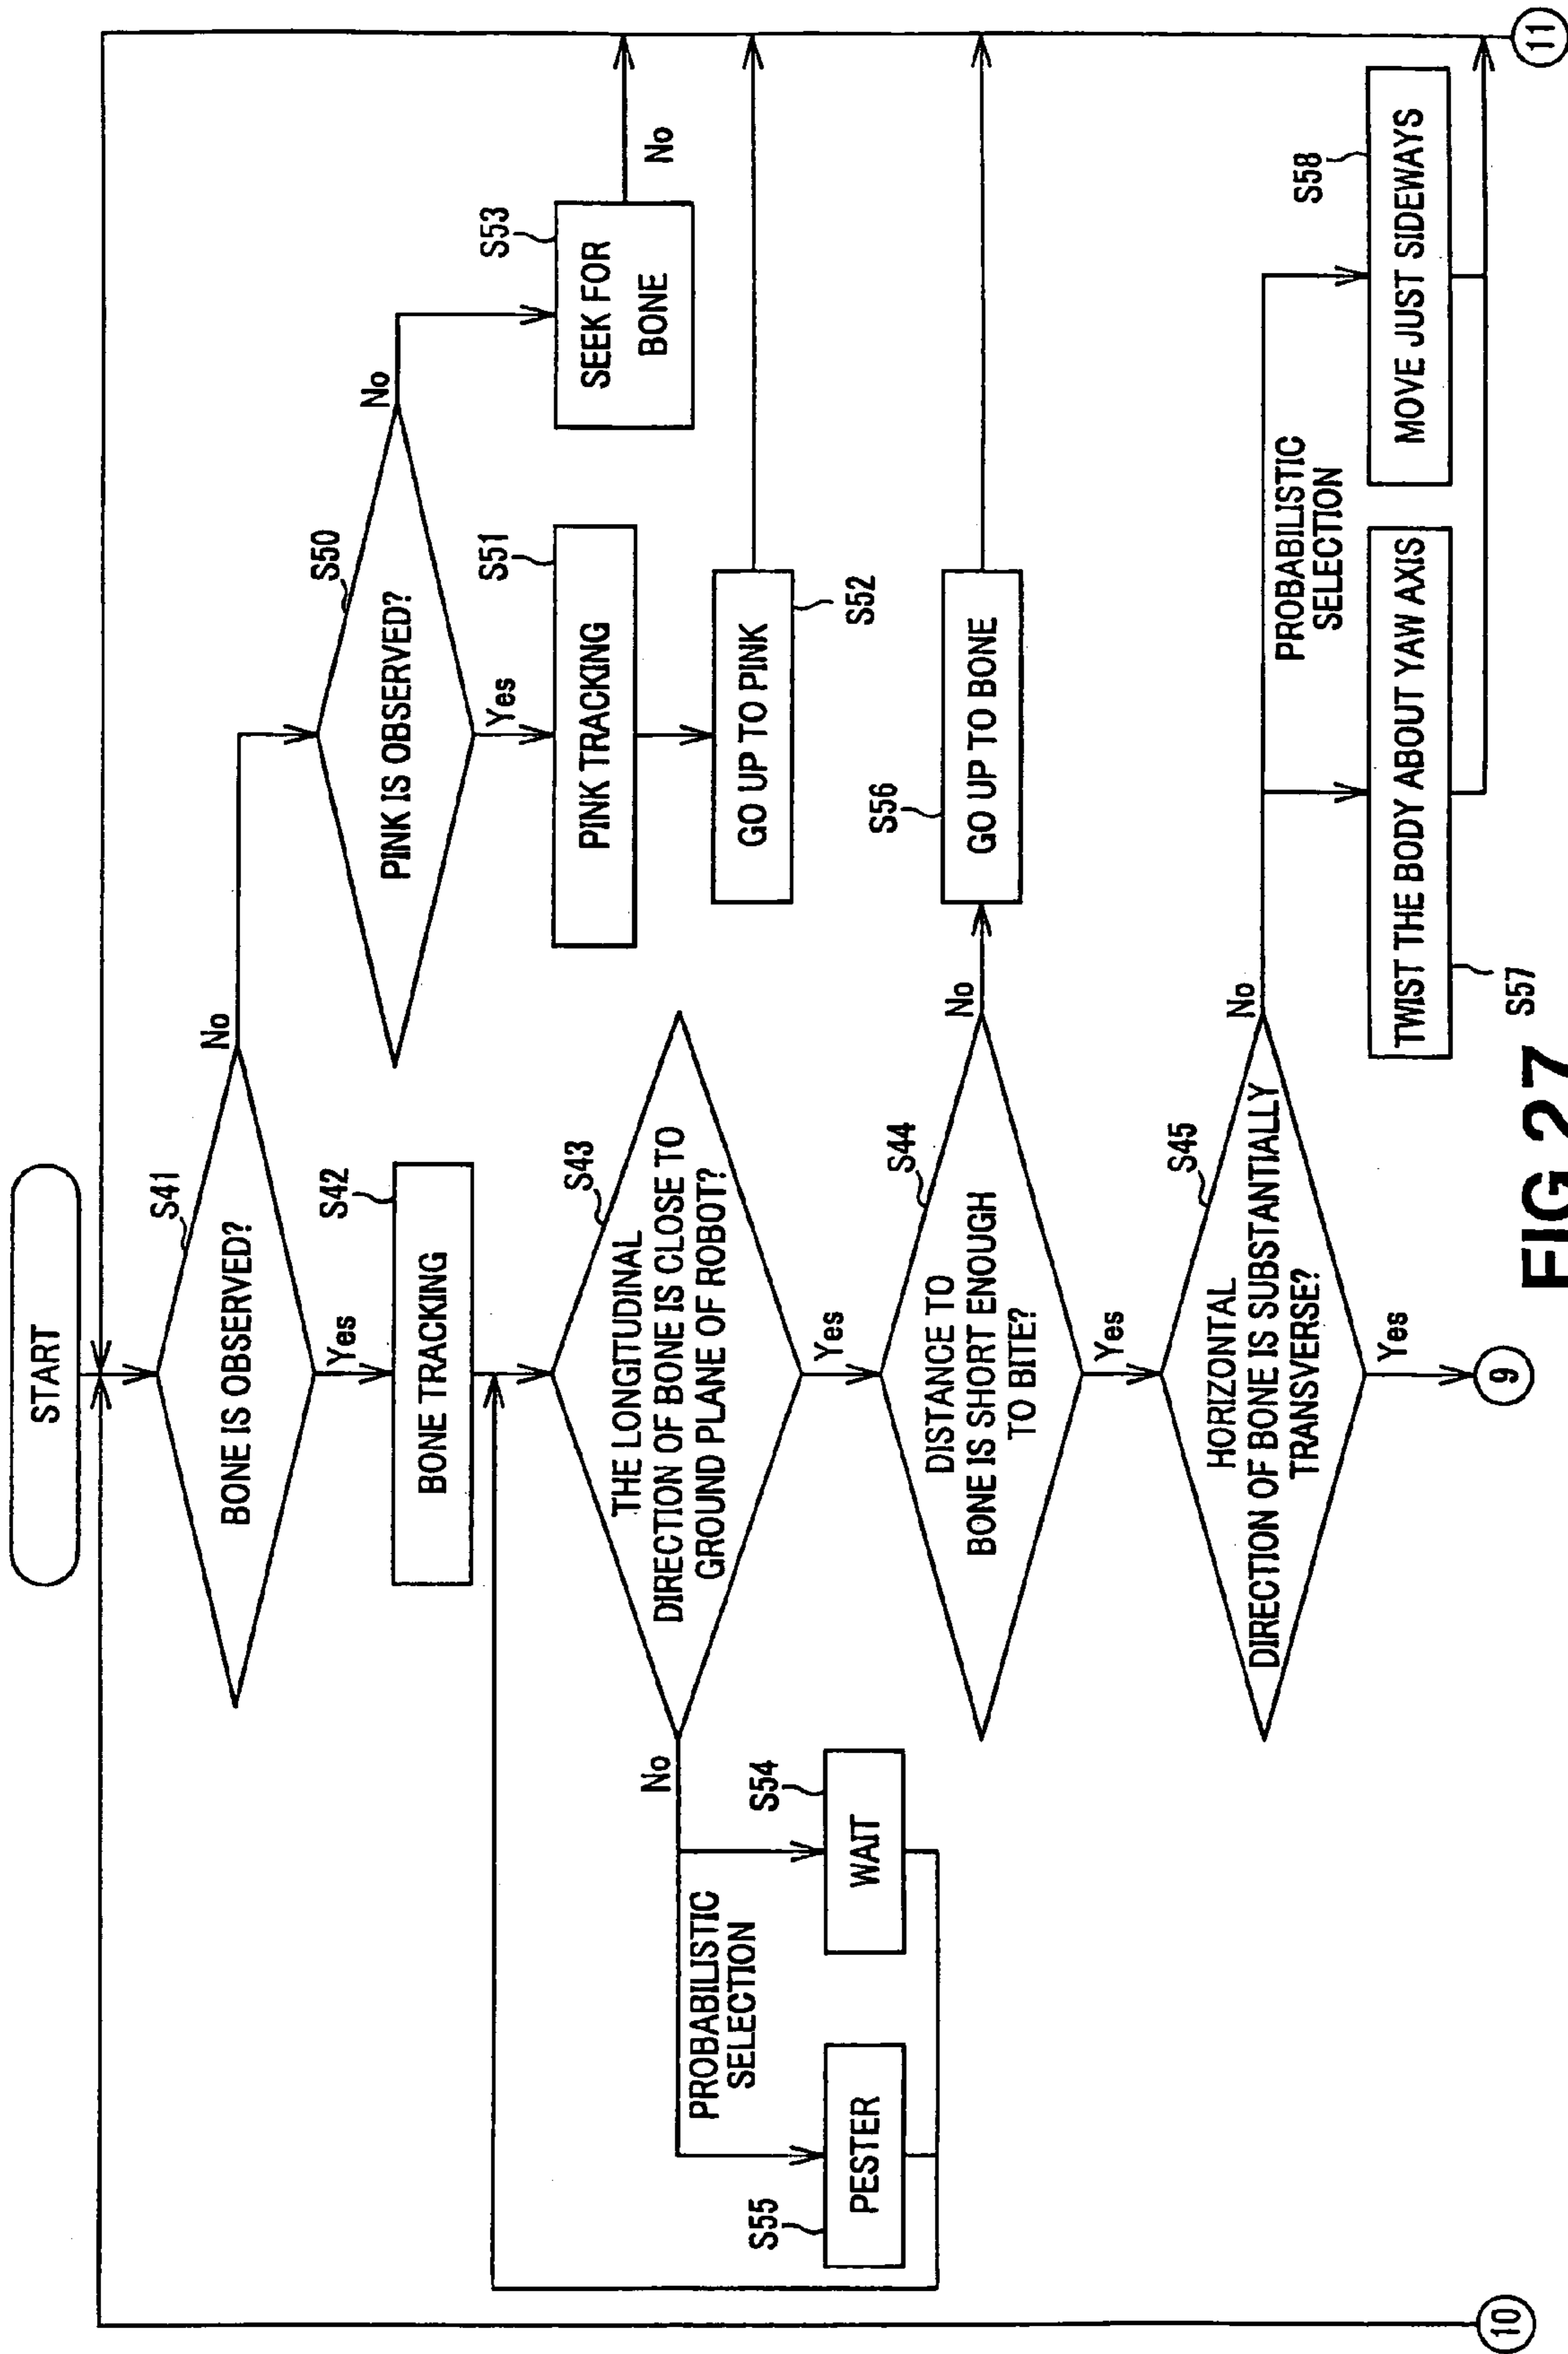 START
S41
BONE IS OBSERVED?
No
Yes
S42
BONE TRACKING
S50
PINK IS OBSERVED?
No
Yes
S51
PINK TRACKING
GO UP TO PINK
S52
S53
SEEK FOR
BONE
No
S43
THE LONGITUDINAL
DIRECTION OF BONE IS CLOSE TO
GROUND PLANE OF ROBOT?
No
Yes
PROBABILISTIC
SELECTION
S55
PESTER
S54
WAIT
S44
DISTANCE TO
BONE IS SHORT ENOUGH
TO BITE?
No
Yes
S56
GO UP TO BONE
S45
HORIZONTAL
DIRECTION OF BONE IS SUBSTANTIALLY
TRANSVERSE?
No
Yes
PROBABILISTIC
SELECTION
TWIST THE BODY ABOUT YAW AXIS
S57
S58
MOVE JUST SIDEWAYS
10
9
11
FIG.27